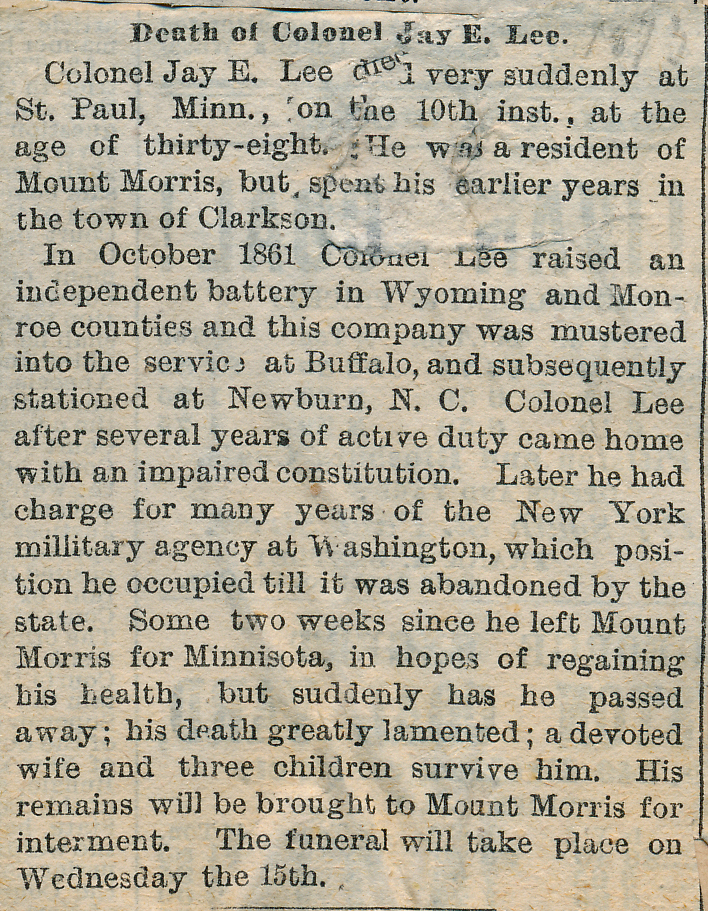 Death of Colonel Jay E. Lee.
Colonel Jay E. Lee died very suddenly at
St. Paul, Minn., on the 10th inst., at the
age of thirty-eight. He was a resident of
Mount Morris, but spent his earlier years in
the town of Clarkson.
In October 1861 Colonel Lee raised an
independent battery in Wyoming and Mon-
roe counties and this company was mustered
into the service at Buffalo, and subsequently
stationed at Newburn, N. C. Colonel Lee
after several years of active duty came home
with an impaired constitution. Later he had
charge for many years of the New York
millitary agency at Washington, which posi-
tion he occupied till it was abandoned by the
state. Some two weeks since he left Mount
Morris for Minnisota, in hopes of regaining
his health, but suddenly has he passed
away; his death greatly lamented; a devoted
wife and three children survive him. His
remains will be brought to Mount Morris for
interment. The funeral will take place on
Wednesday the 15th.